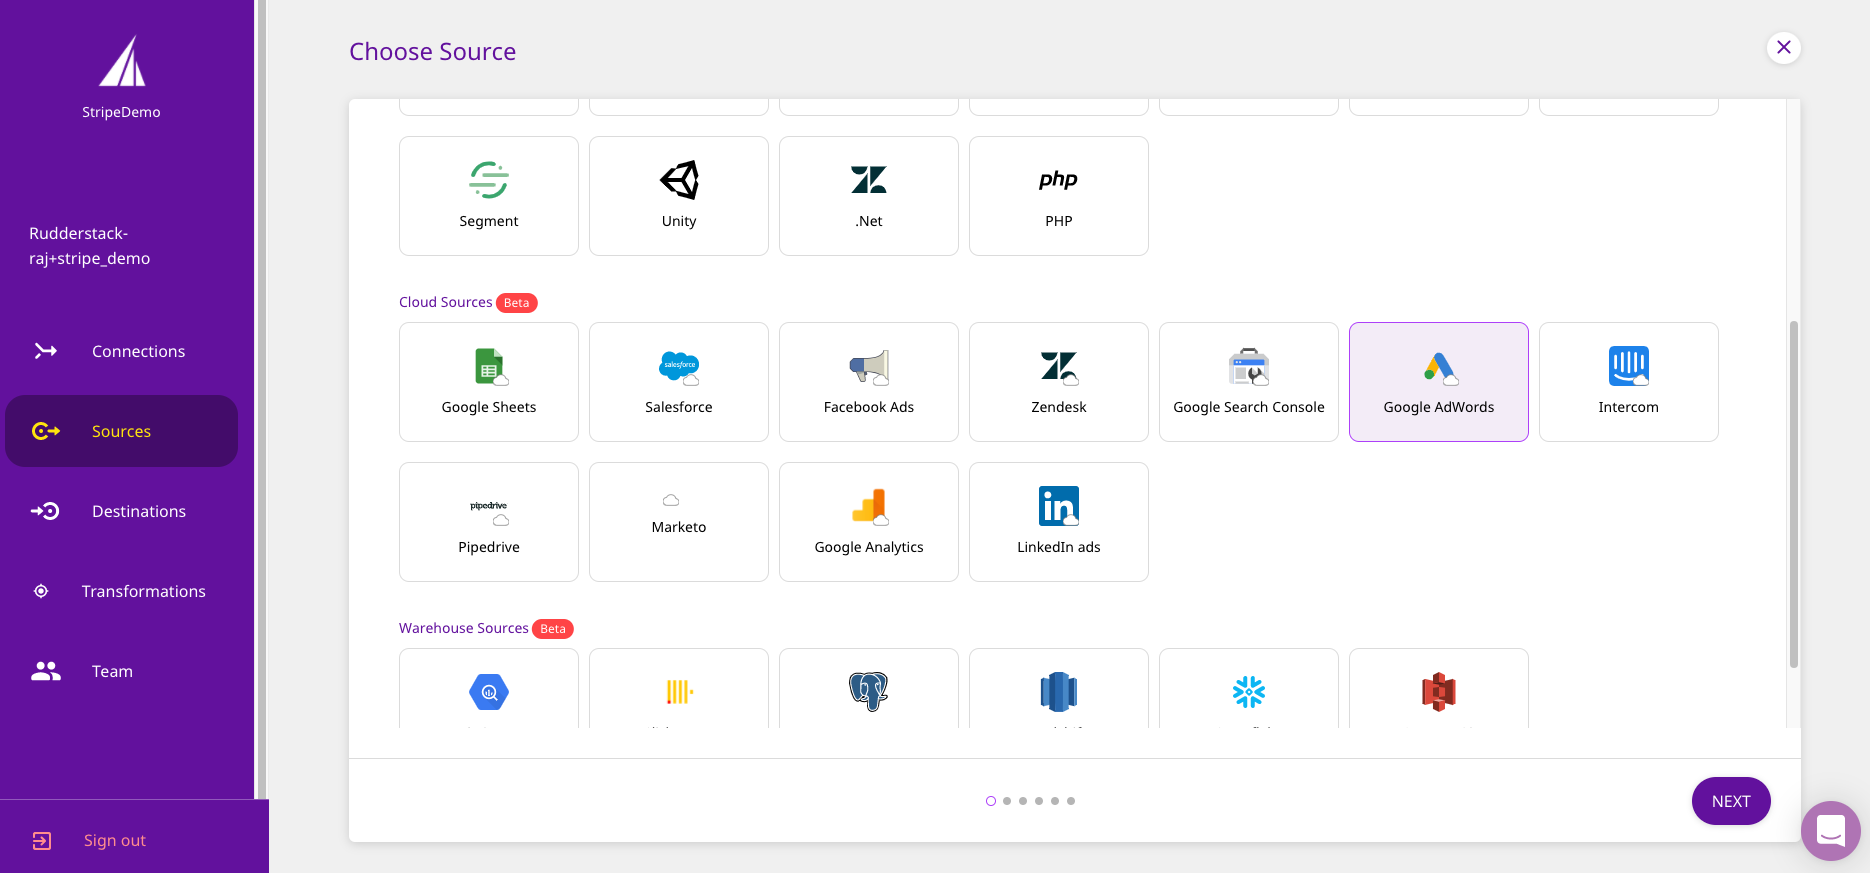 StripeDemo
Rudderstack-
raj+stripe_demo
Connections
Sources
Destinations
Transformations
Team
Sign out
Choose Source
Segment
Unity
.Net
php
PHP
Cloud Sources Beta
Google Sheets
salesforce
Salesforce
Facebook Ads
Zendesk
Google Search Console
Google AdWords
Intercom
pipedrive
Pipedrive
Marketo
Google Analytics
in
LinkedIn ads
Warehouse Sources Beta
NEXT